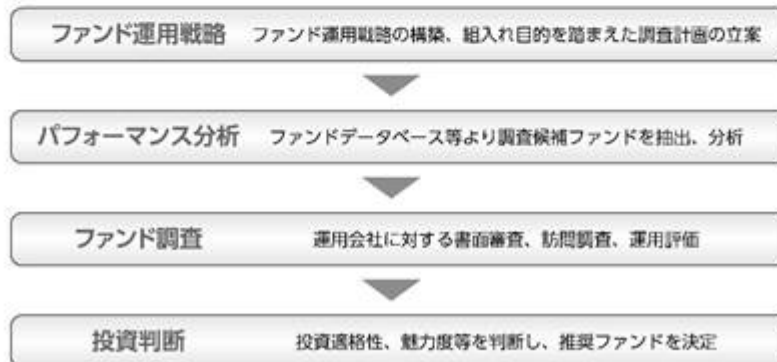 ファンド運用戦略 ファンド運用戦略の構築、組入れ目的を踏まえた調査計画の立案
パフォーマンス分析 ファンドデータベース等より調査候補ファンドを抽出、分析
ファンド調査 運用会社に対する書面審査、訪問調査、運用評価
投資判断 投資適格性、魅力度等を判断し、推奨ファンドを決定